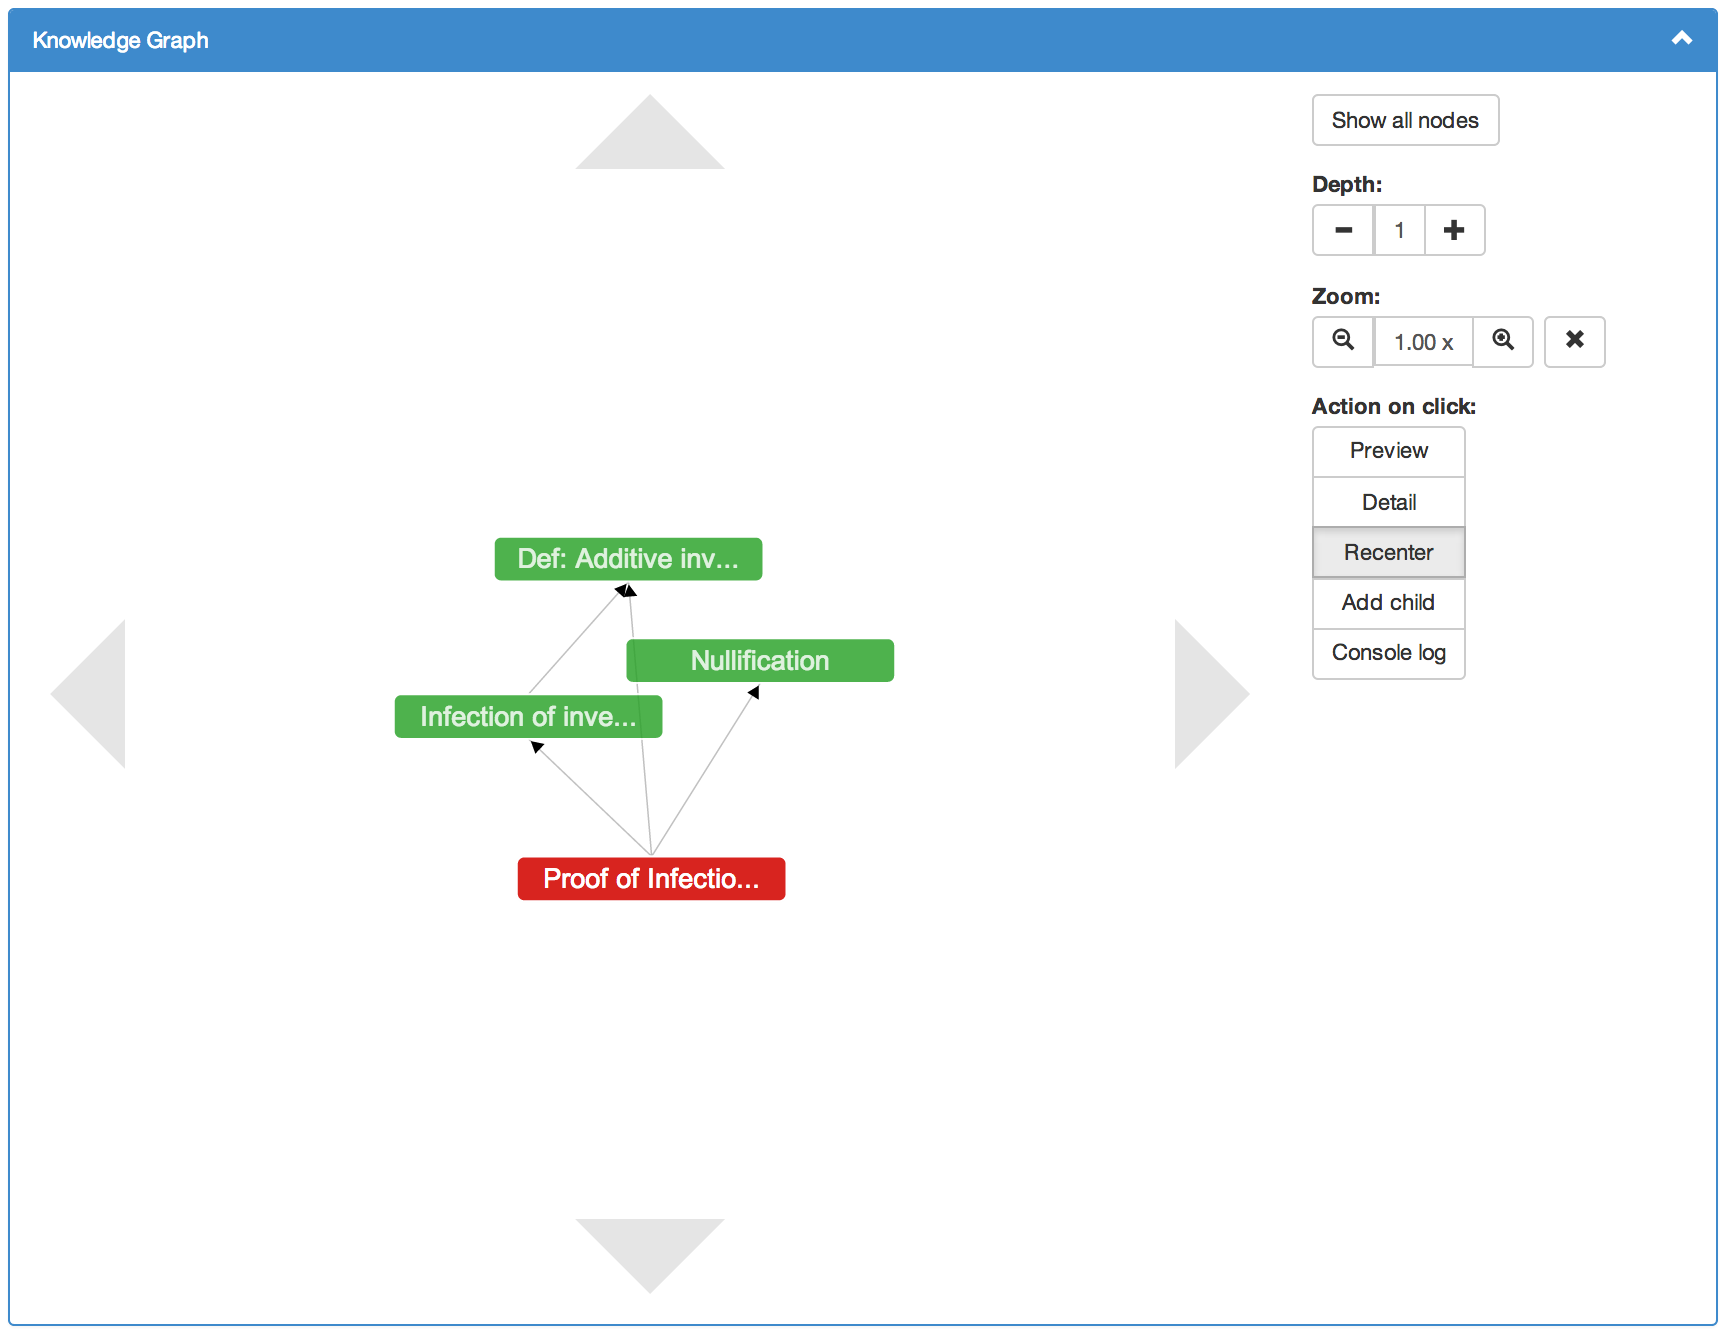 Knowledge Graph
Show all nodes
Depth:
1
Zoom:
1.00 x
Action on click:
Preview
Detail
Recenter
Add child
Console log
Def: Additive inv...
Nullification
Infection of inve...
Proof of Infectio...